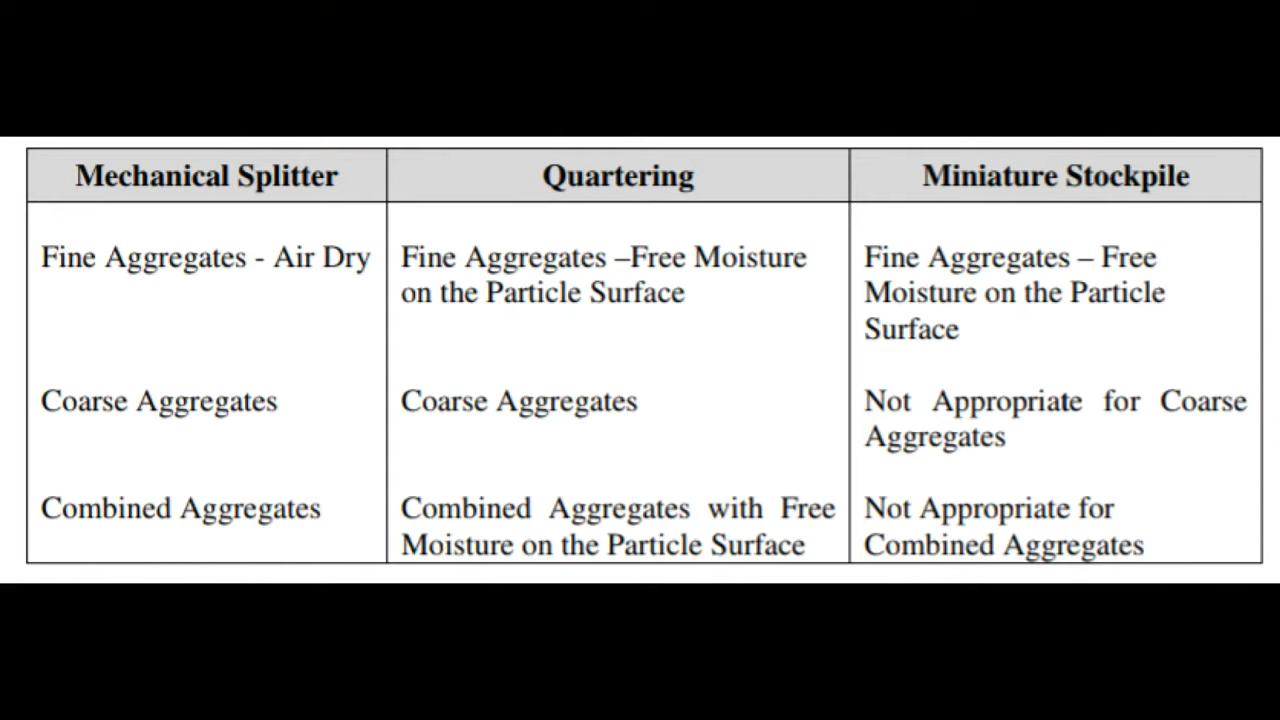 Mechanical Splitter
Quartering
Miniature Stockpile
Fine Aggregates - Air Dry
Fine Aggregates –Free Moisture
on the Particle Surface
Fine Aggregates – Free
Moisture on the Particle
Surface
Coarse Aggregates
Coarse Aggregates
Not Appropriate for Coarse
Aggregates
Combined Aggregates
Combined Aggregates with Free
Moisture on the Particle Surface
Not Appropriate for
Combined Aggregates